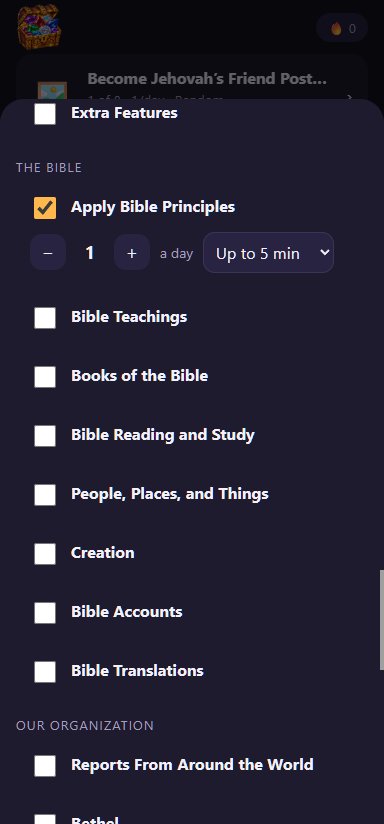 0
Become Jehovah's Friend Post...
Extra Features
THE BIBLE
Apply Bible Principles
− 1 + a day Up to 5 min
Bible Teachings
Books of the Bible
Bible Reading and Study
People, Places, and Things
Creation
Bible Accounts
Bible Translations
OUR ORGANIZATION
Reports From Around the World
Bethel